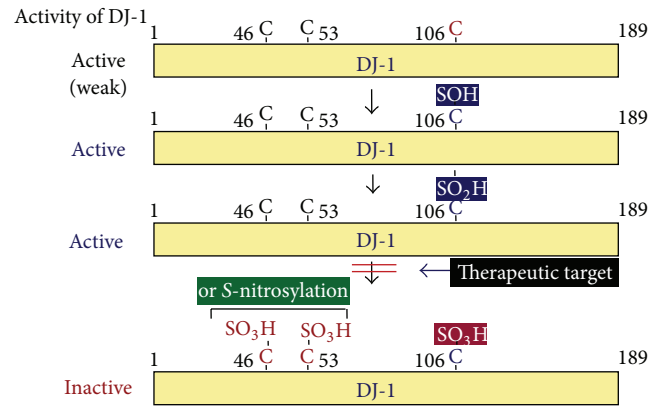 Activity of DJ-1
1 46 C C 53 106 C 189
Active
(weak)
DJ-1
SOH
1 46 C C 53 106 C 189
Active DJ-1
SO2H
1 46 C C 53 106 C 189
Active DJ-1
Therapeutic target
or S-nitrosylation
SO3H SO3H SO3H
1 46 C C 53 106 C 189
Inactive DJ-1